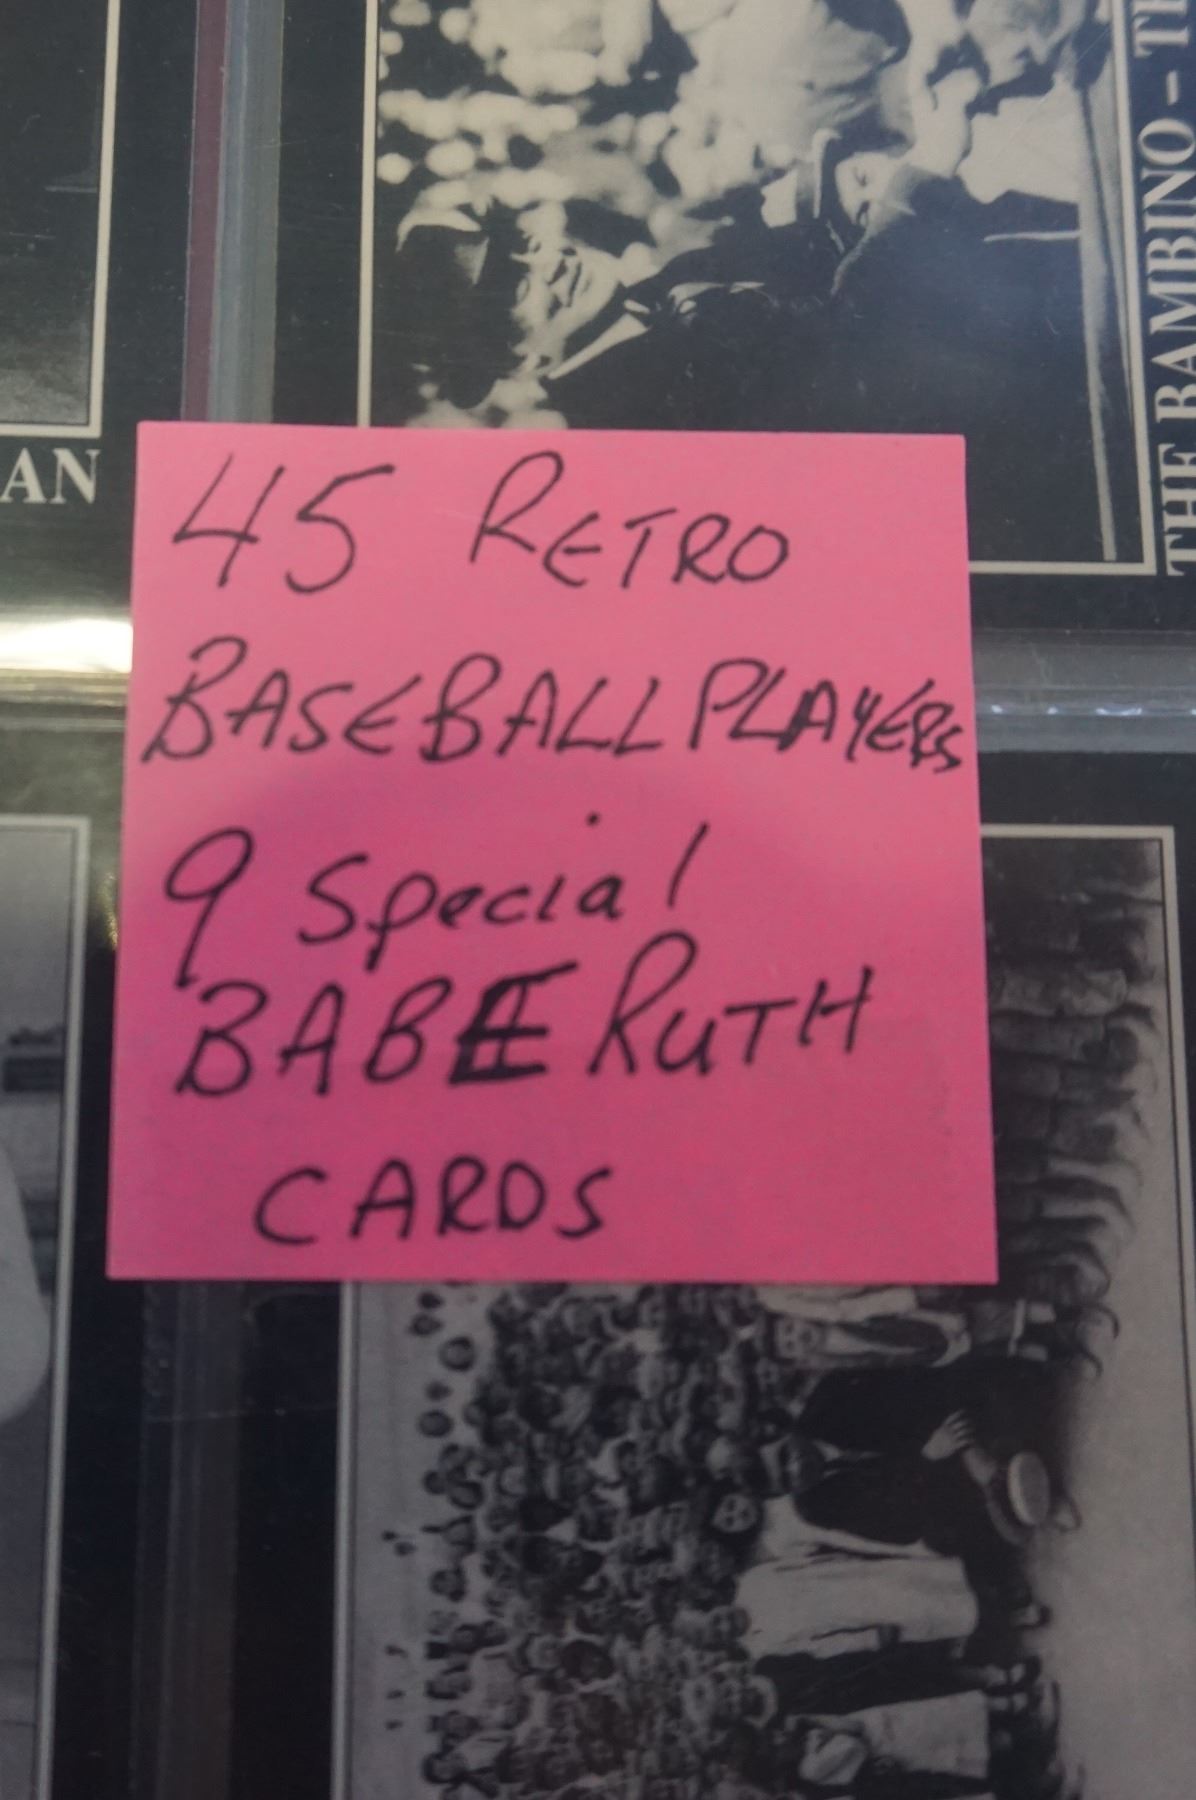 THE BAMBINO - TH
AN
45 RETRO
BASEBALL PLAYERS
9 Special
BABE RUTH
CARDS